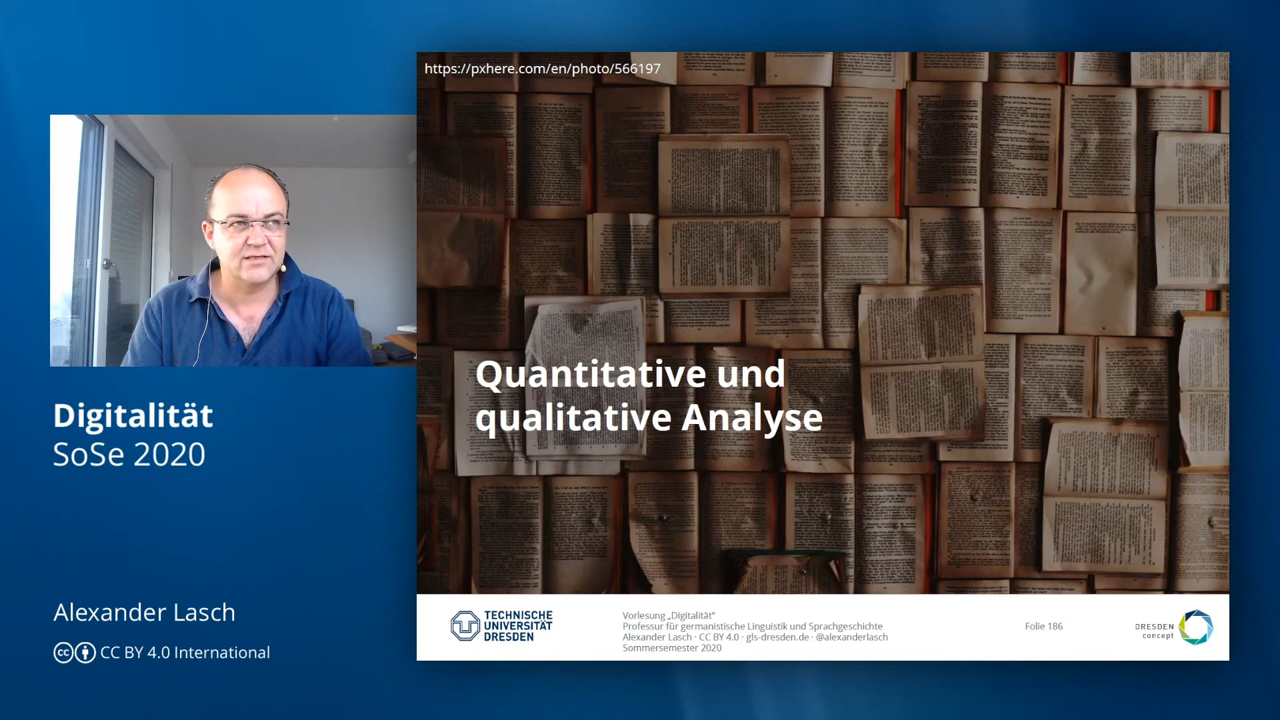 https://pxhere.com/en/photo/566197
Quantitative und
qualitative Analyse
Digitalität
SoSe 2020
Alexander Lasch
CC BY 4.0 International
TECHNISCHE
UNIVERSITÄT
DRESDEN
Vorlesung „Digitalität“
Professur für germanistische Linguistik und Sprachgeschichte
Alexander Lasch · CC BY 4.0 · gls-dresden.de · @alexanderlasch
Sommersemester 2020
Folie 186
DRESDEN
concept